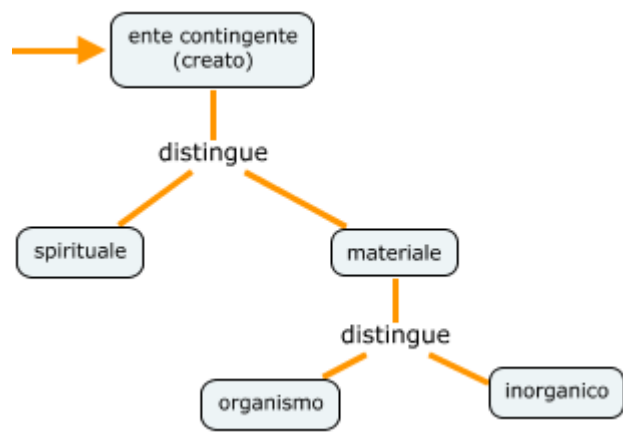 ente contingente
(creato)
distingue
spirituale
materiale
distingue
organismo
inorganico